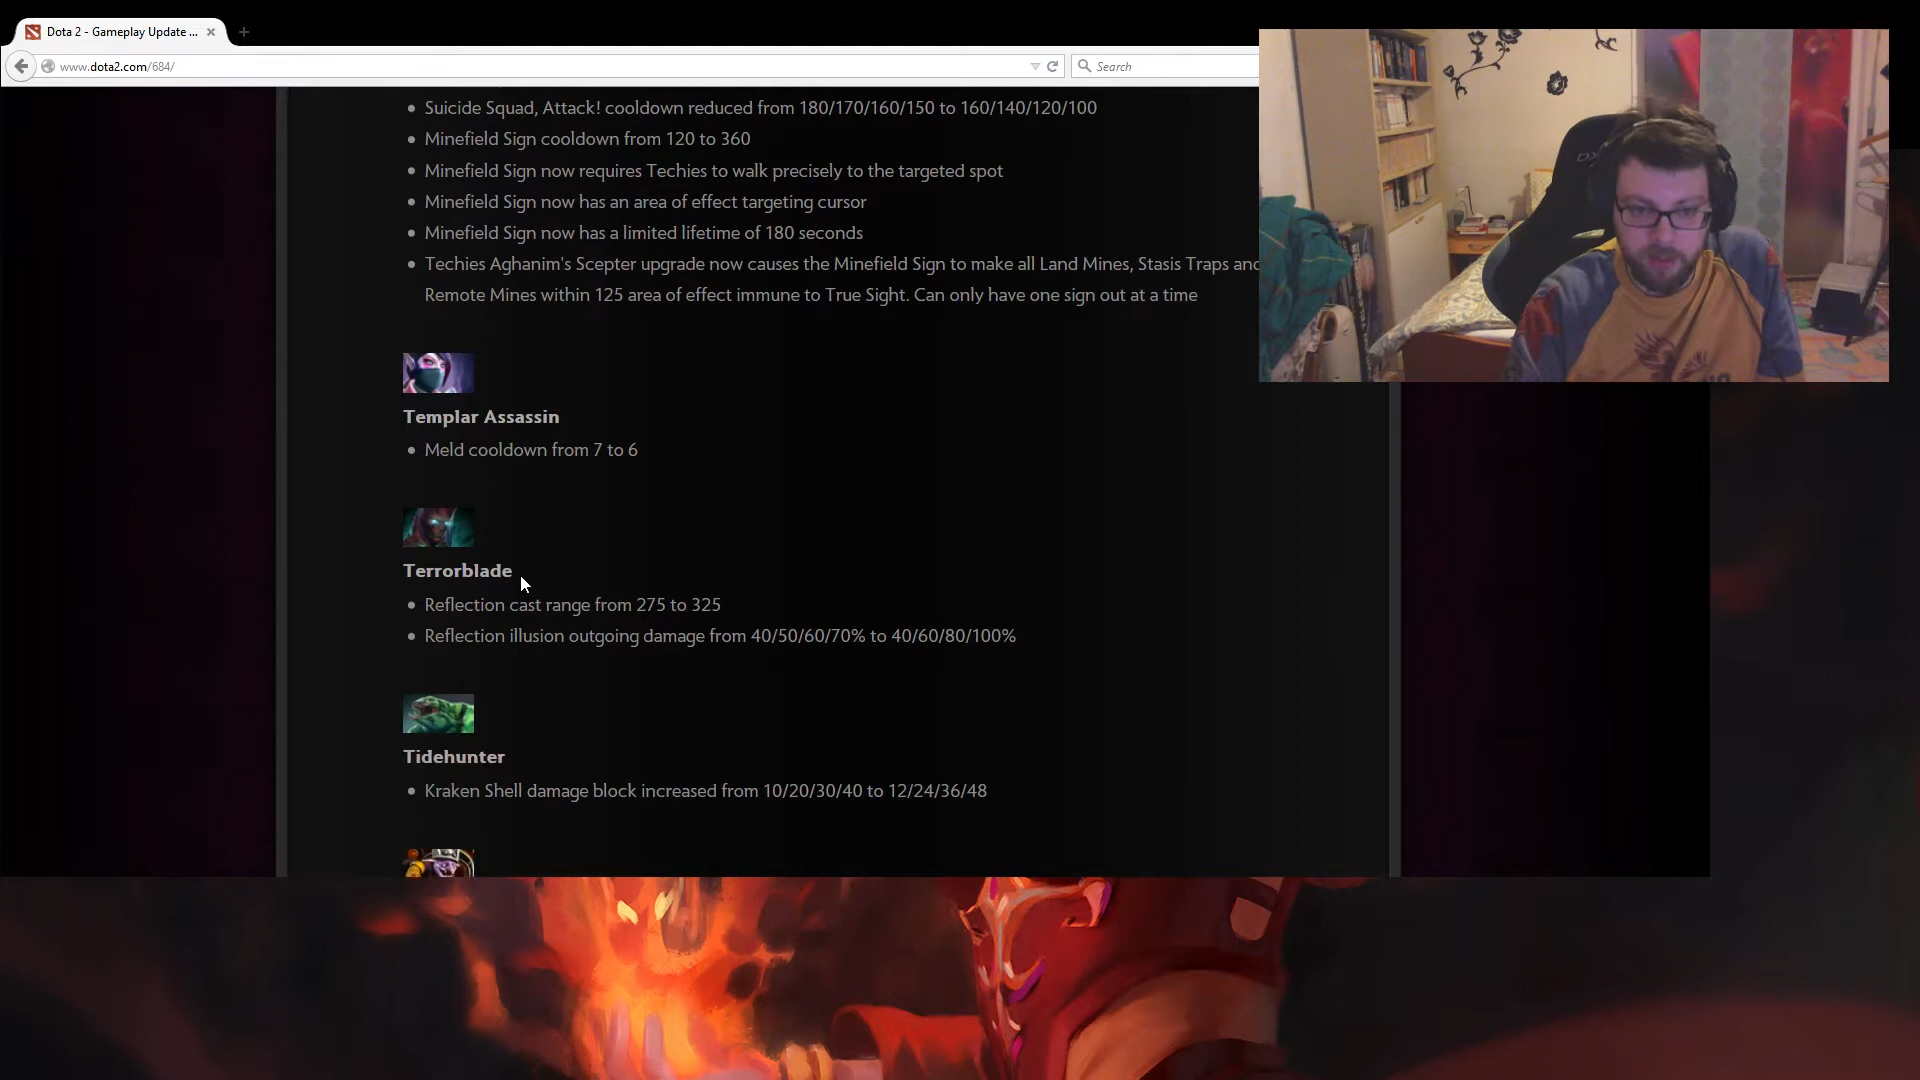 Dota 2 - Gameplay Update ...
www.dota2.com/684/
Search
Suicide Squad, Attack! cooldown reduced from 180/170/160/150 to 160/140/120/100
Minefield Sign cooldown from 120 to 360
Minefield Sign now requires Techies to walk precisely to the targeted spot
Minefield Sign now has an area of effect targeting cursor
Minefield Sign now has a limited lifetime of 180 seconds
Techies Aghanim's Scepter upgrade now causes the Minefield Sign to make all Land Mines, Stasis Traps and
Remote Mines within 125 area of effect immune to True Sight. Can only have one sign out at a time
Templar Assassin
Meld cooldown from 7 to 6
Terrorblade
Reflection cast range from 275 to 325
Reflection illusion outgoing damage from 40/50/60/70% to 40/60/80/100%
Tidehunter
Kraken Shell damage block increased from 10/20/30/40 to 12/24/36/48